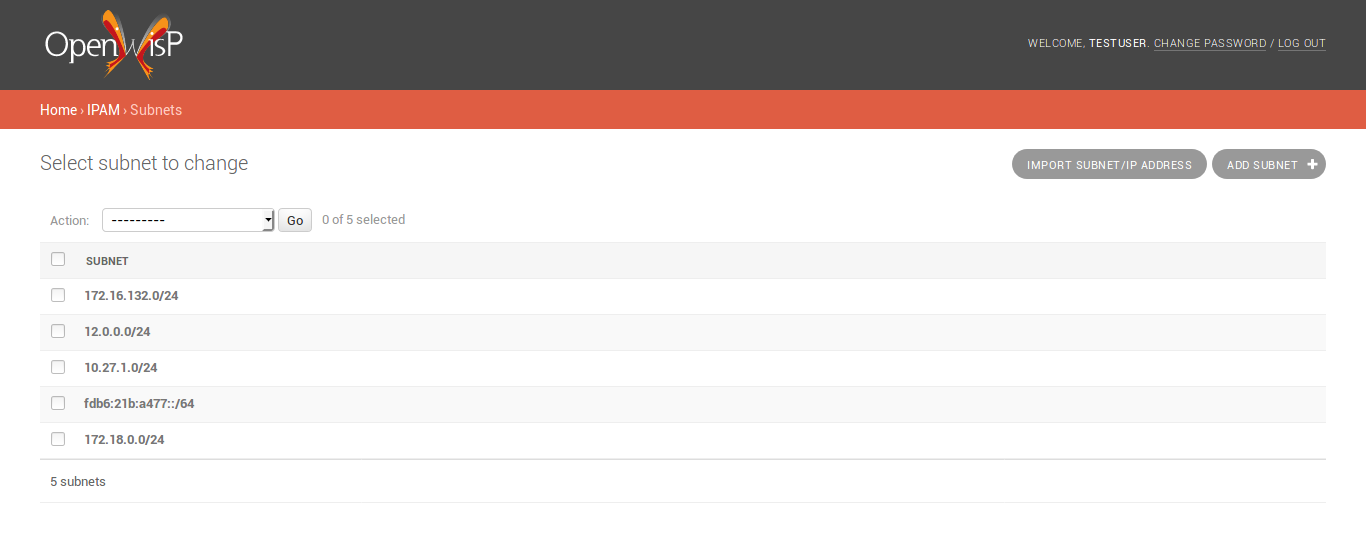 OpenWisP
WELCOME, TESTUSER. CHANGE PASSWORD / LOG OUT
Home › IPAM › Subnets
Select subnet to change
IMPORT SUBNET/IP ADDRESS
ADD SUBNET +
Action: --------- Go 0 of 5 selected
SUBNET
172.16.132.0/24
12.0.0.0/24
10.27.1.0/24
fdb6:21b:a477::/64
172.18.0.0/24
5 subnets